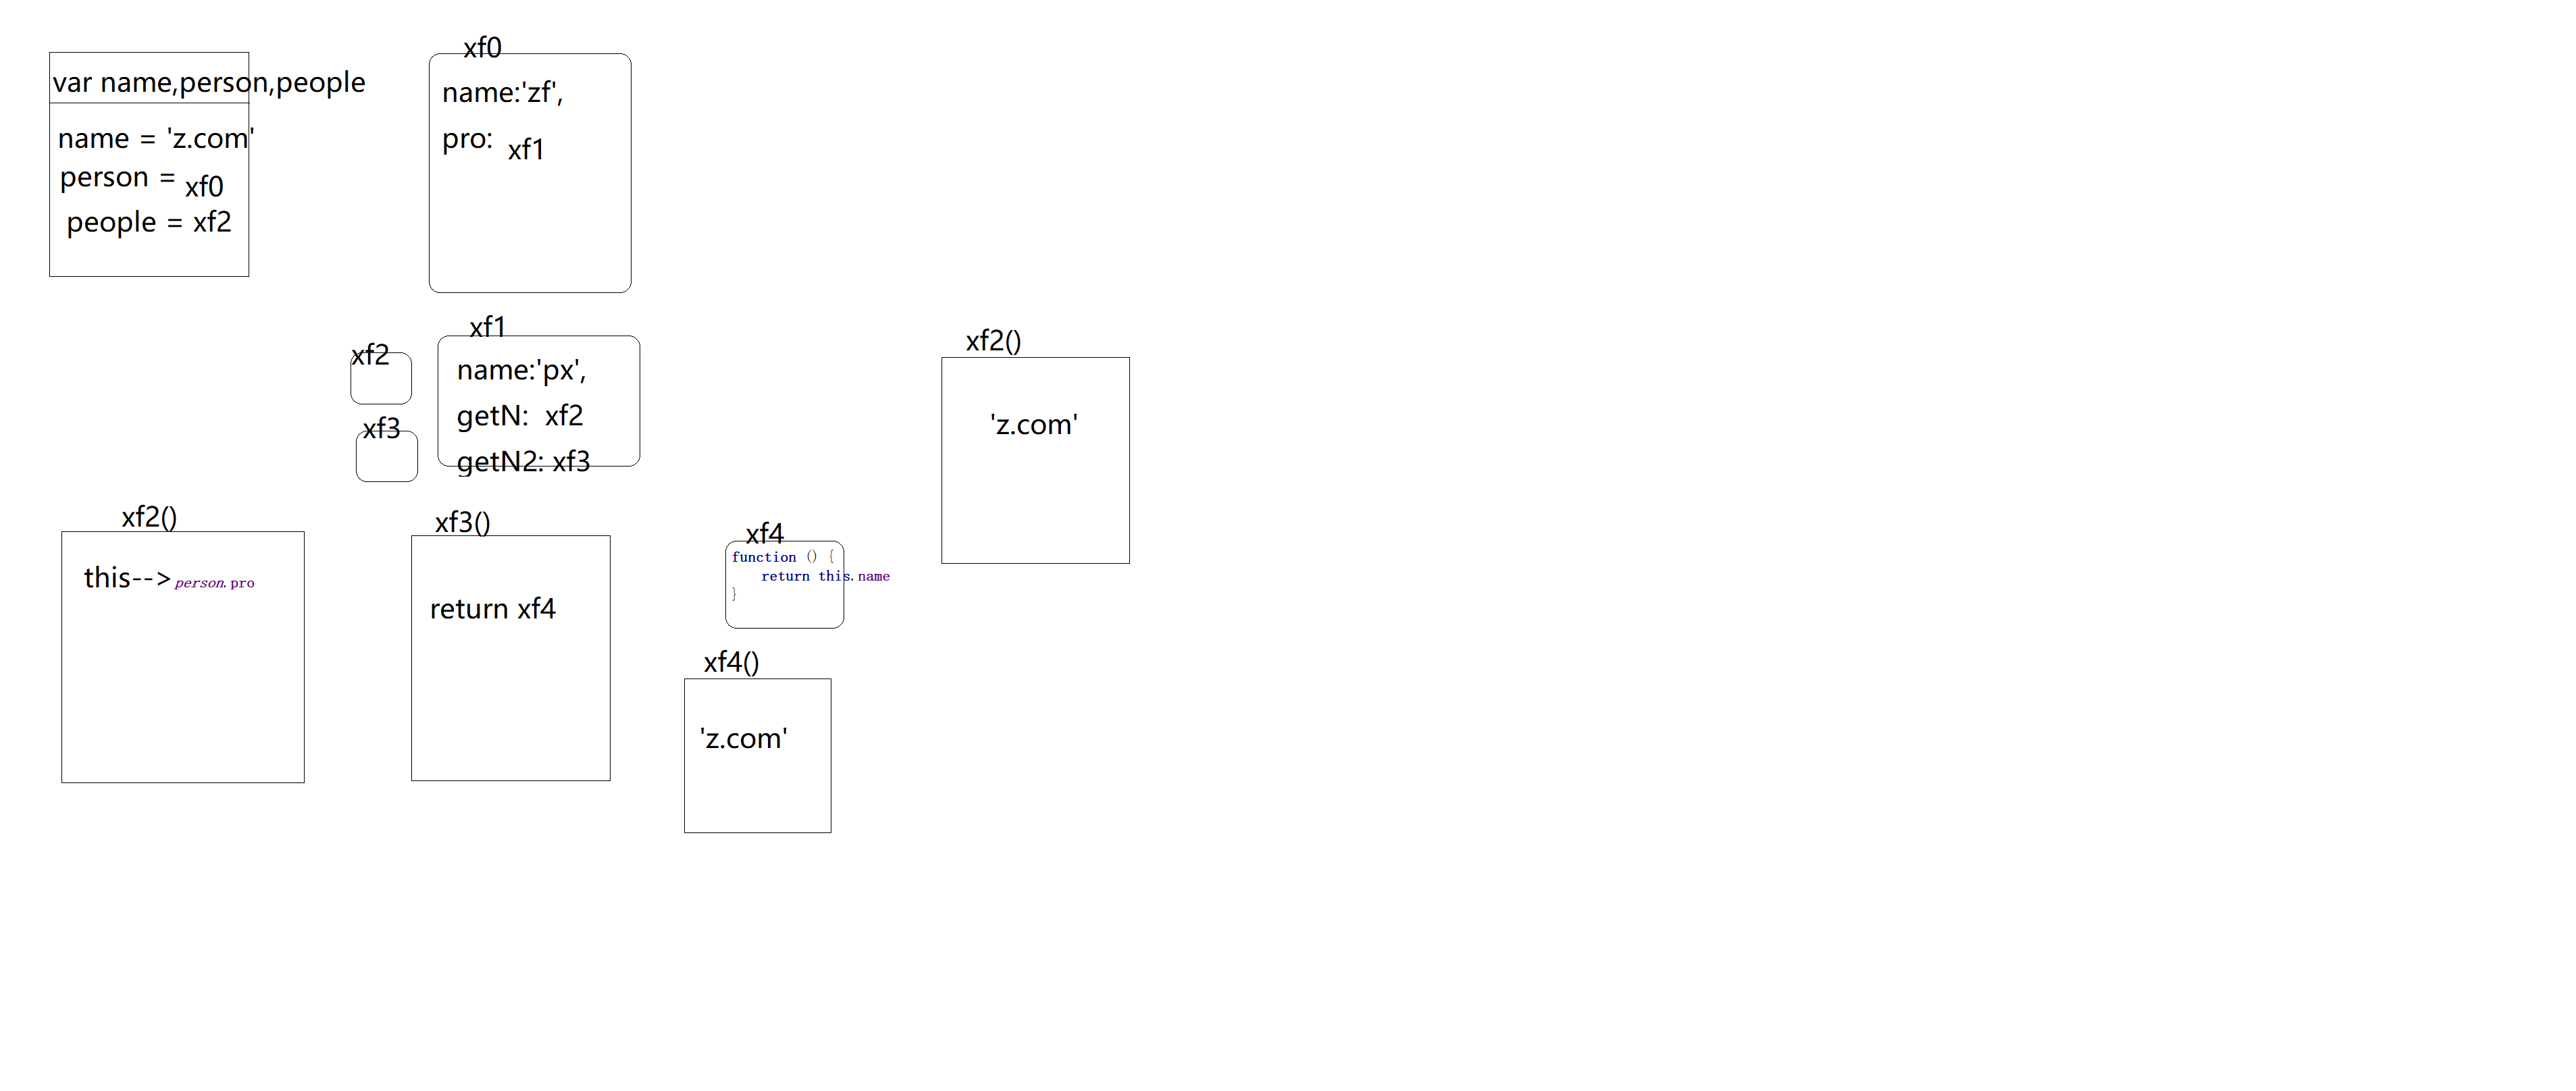 var name,person,people
name = 'z.com'
person = xf0
people = xf2
xf0
name:'zf',
pro: xf1
xf2
xf3
xf1
name:'px',
getN: xf2
getN2: xf3
xf2()
'z.com'
xf2()
this-->person.pro
xf3()
return xf4
xf4
function () {
return this.name
}
xf4()
'z.com'